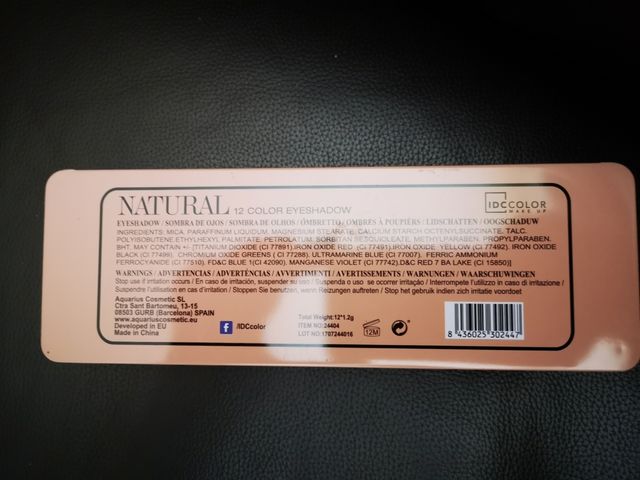 NATURAL 12 COLOR EYESHADOW
IDC COLOR
MAKE UP
EYESHADOW / SOMBRA DE OJOS / SOMBRA DE OLHOS / OMBRETTO / OMBRES À POUPIÈRS / LIDSCHATTEN / OOGSCHADUW
INGREDIENTS: MICA, PARAFFINUM LIQUIDUM, MAGNESIUM STEARATE, CALCIUM STARCH OCTENYLSUCCINATE, TALC,
POLYISOBUTENE, ETHYLHEXYL PALMITATE, PETROLATUM, SORBITAN SESQUIOLEATE, METHYLPARABEN, PROPYLPARABEN,
BHT. MAY CONTAIN +/- [TITANIUM DIOXIDE (CI 77891), IRON OXIDE RED (CI 77491), IRON OXIDE YELLOW (CI 77492), IRON OXIDE
BLACK (CI 77499), CHROMIUM OXIDE GREENS ( CI 77288), ULTRAMARINE BLUE (CI 77007), FERRIC AMMONIUM
FERROCYANIDE (CI 77510), FD&C BLUE 1(CI 42090), MANGANESE VIOLET (CI 77742), D&C RED 7 BA LAKE (CI 15850)]
WARNINGS / ADVERTENCIAS / ADVERTÊNCIAS / AVVERTIMENTI / AVERTISSEMENTS / WARNUNGEN / WAARSCHUWINGEN
Stop use if irritation occurs / En caso de irritación, suspender su uso / Suspenda o uso se ocorrer irritação / Interrompete l'utilizzo in caso di irritazione /
Suspendre l'utilisation en cas d'irritation / Stoppen Sie benutzen, wenn Reizungen auftreten / Stop het gebruik indien zich irritatie voordoet
Aquarius Cosmetic SL
Ctra Sant Bartomeu, 13-15
08503 GURB (Barcelona) SPAIN
www.aquariuscosmetic.eu
Developed in EU
Made in China
f /IDCcolor
Total Weight:12*1.2g
ITEM NO:24404
LOT NO:1707244016
12M
8 436025 302447